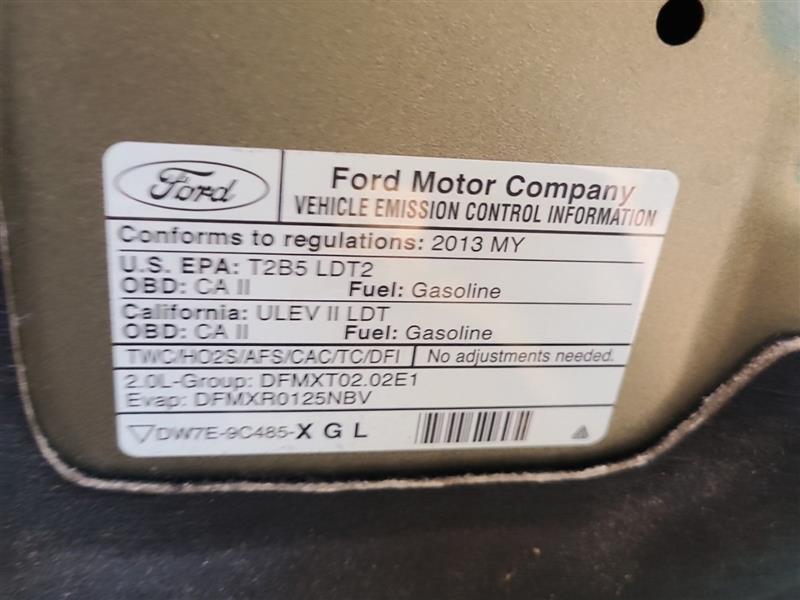 Ford
Ford Motor Company
VEHICLE EMISSION CONTROL INFORMATION
Conforms to regulations: 2013 MY
U.S. EPA: T2B5 LDT2
OBD: CA II Fuel: Gasoline
California: ULEV II LDT
OBD: CA II Fuel: Gasoline
TWC/HO2S/AFS/CAC/TC/DFI No adjustments needed.
2.0L-Group: DFMXT02.02E1
Evap: DFMXR0125NBV
DW7E-9C485-X G L